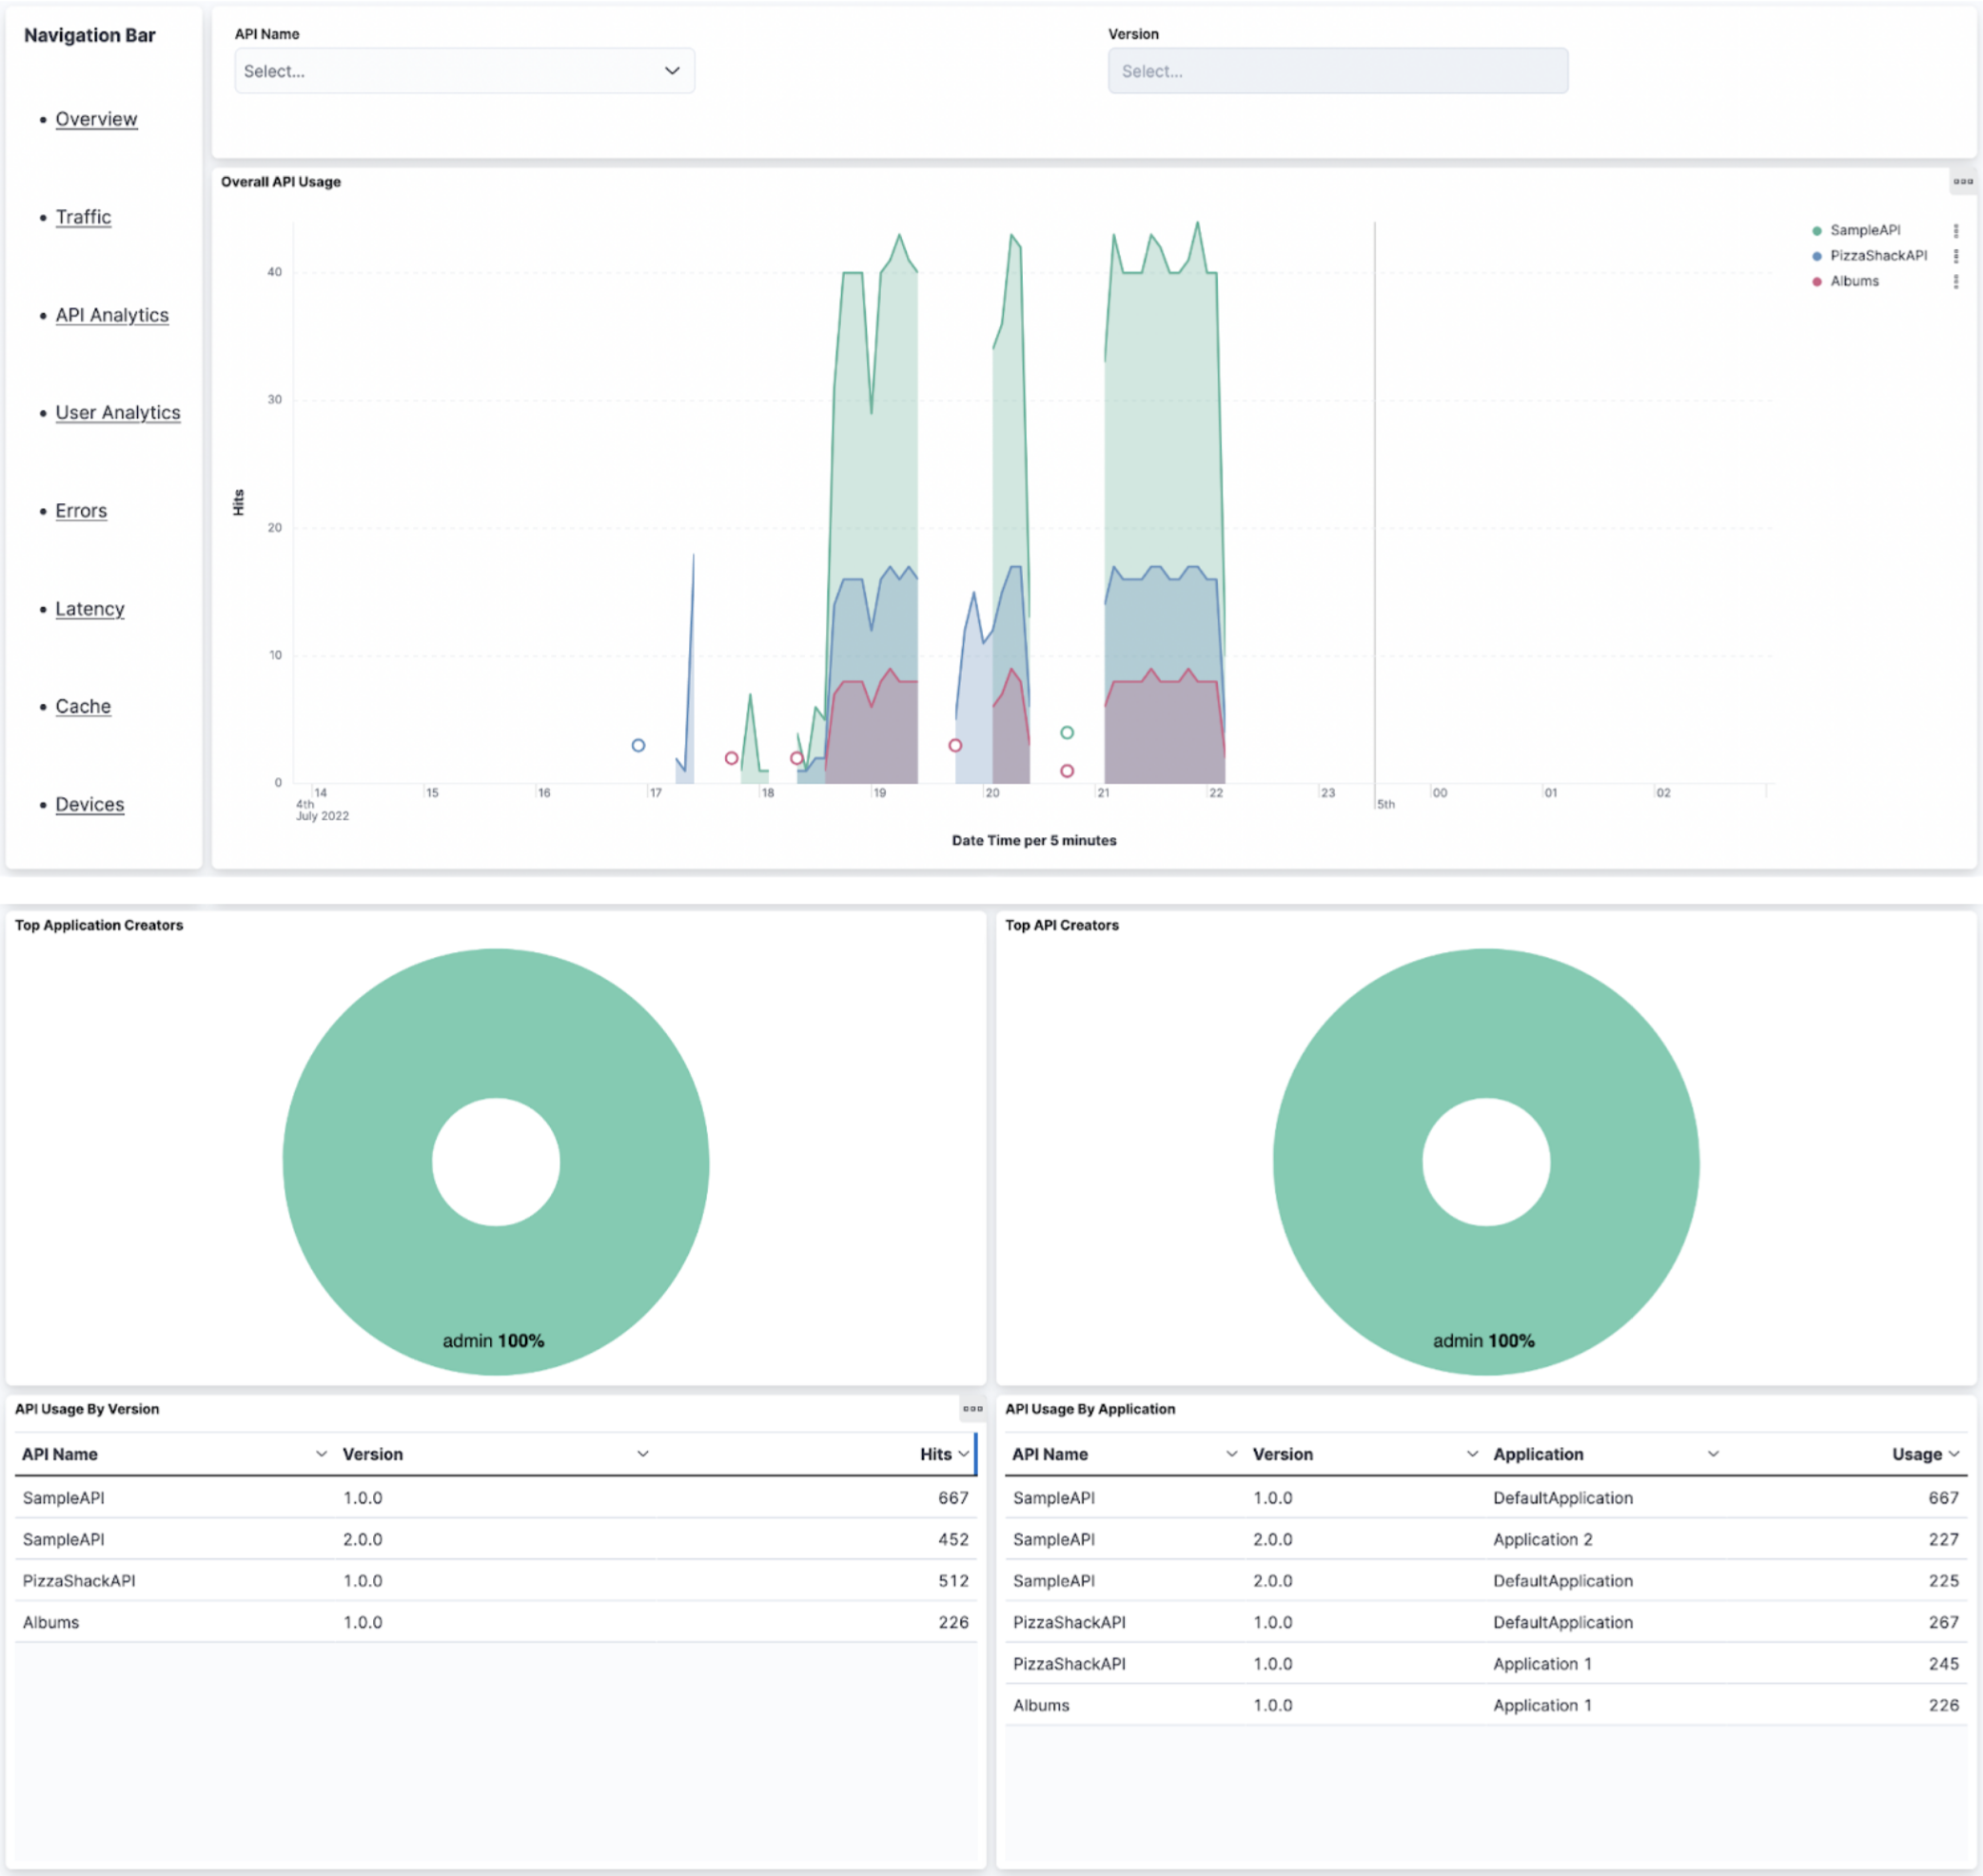 Navigation Bar
Overview
Traffic
API Analytics
User Analytics
Errors
Latency
Cache
Devices
API Name
Select...
Version
Select...
Overall API Usage
SampleAPI
PizzaShackAPI
Albums
Hits
40
30
20
10
0
14 15 16 17 18 19 20 21 22 23 00 01 02
4th 5th
July 2022
Date Time per 5 minutes
Top Application Creators
admin 100%
Top API Creators
admin 100%
API Usage By Version
API Name Version Hits
SampleAPI 1.0.0 667
SampleAPI 2.0.0 452
PizzaShackAPI 1.0.0 512
Albums 1.0.0 226
API Usage By Application
API Name Version Application Usage
SampleAPI 1.0.0 DefaultApplication 667
SampleAPI 2.0.0 Application 2 227
SampleAPI 2.0.0 DefaultApplication 225
PizzaShackAPI 1.0.0 DefaultApplication 267
PizzaShackAPI 1.0.0 Application 1 245
Albums 1.0.0 Application 1 226